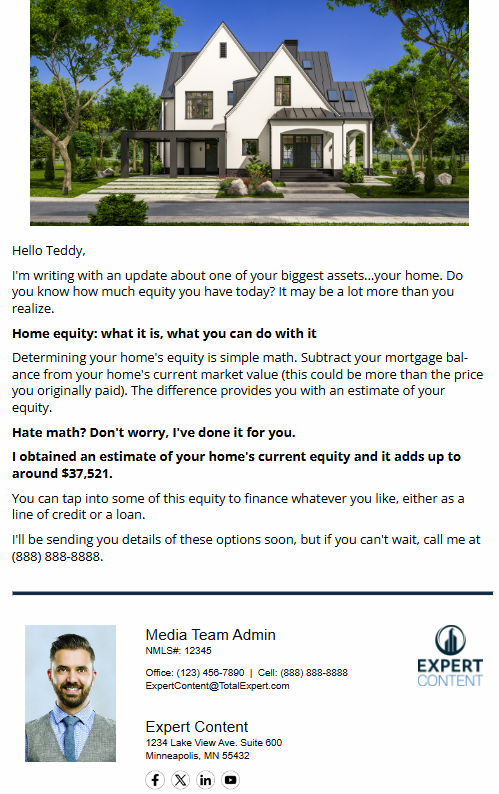 Hello Teddy,
I'm writing with an update about one of your biggest assets...your home. Do
you know how much equity you have today? It may be a lot more than you
realize.
Home equity: what it is, what you can do with it
Determining your home's equity is simple math. Subtract your mortgage bal-
ance from your home's current market value (this could be more than the price
you originally paid). The difference provides you with an estimate of your
equity.
Hate math? Don't worry, I've done it for you.
I obtained an estimate of your home's current equity and it adds up to
around $37,521.
You can tap into some of this equity to finance whatever you like, either as a
line of credit or a loan.
I'll be sending you details of these options soon, but if you can't wait, call me at
(888) 888-8888.
Media Team Admin
NMLS#: 12345
Office: (123) 456-7890 | Cell: (888) 888-8888
ExpertContent@TotalExpert.com
Expert Content
1234 Lake View Ave. Suite 600
Minneapolis, MN 55432
EXPERT
CONTENT